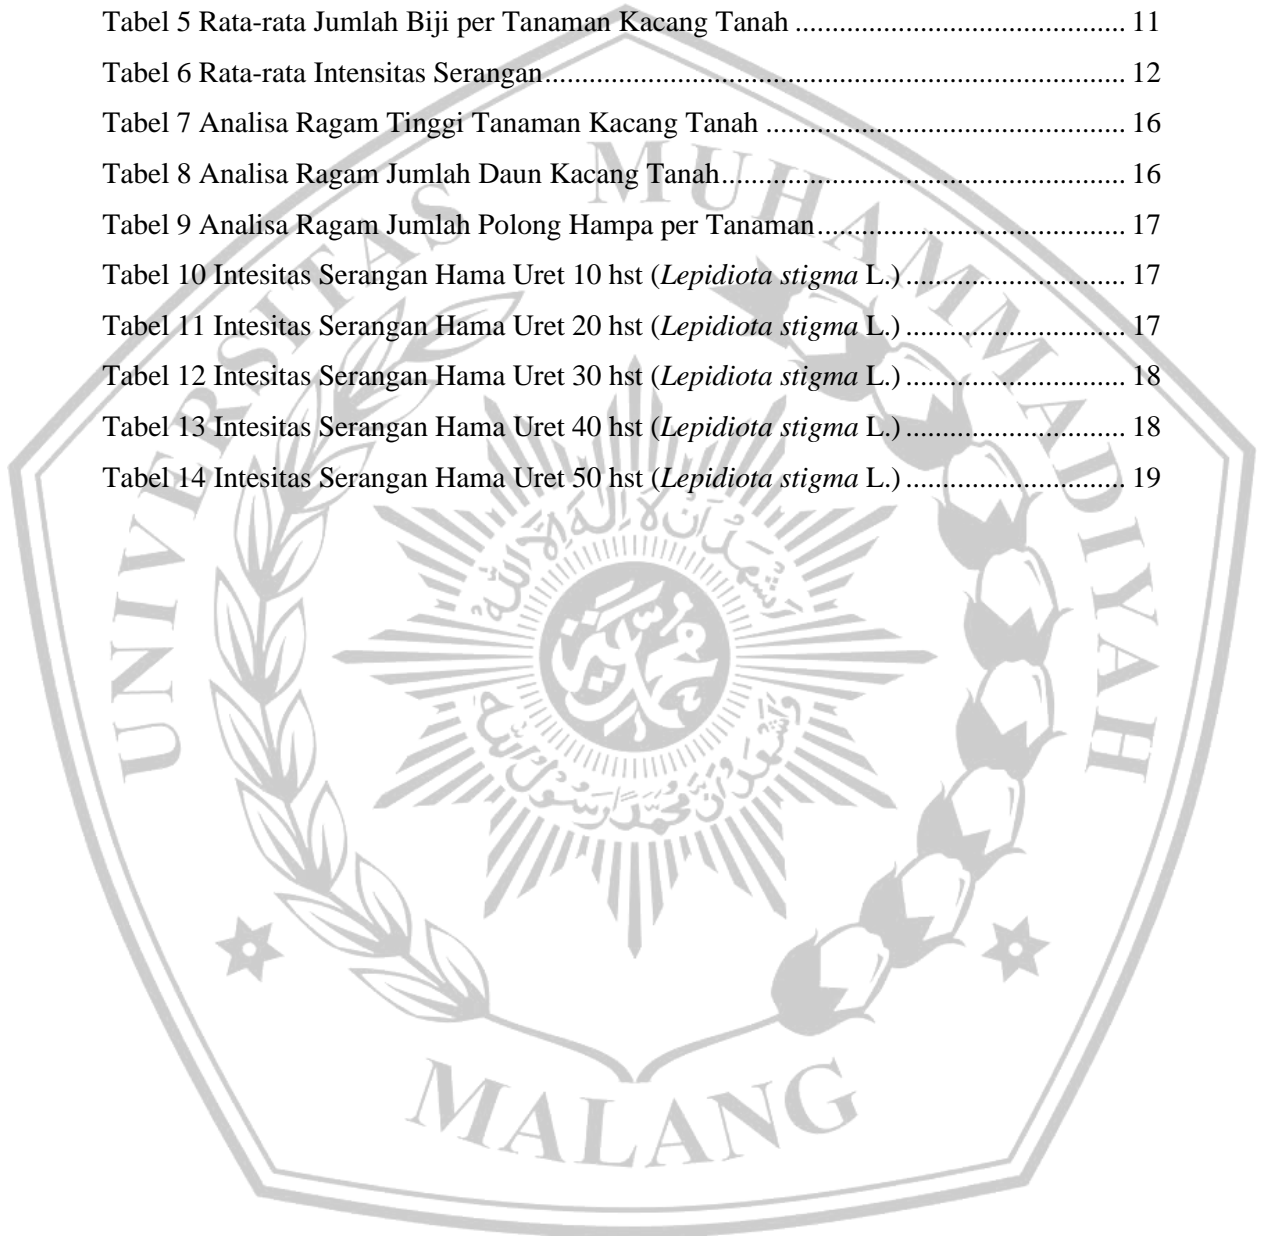 Tabel 5 Rata-rata Jumlah Biji per Tanaman Kacang Tanah ............................................. 11
Tabel 6 Rata-rata Intensitas Serangan............................................................................... 12
Tabel 7 Analisa Ragam Tinggi Tanaman Kacang Tanah ................................................. 16
Tabel 8 Analisa Ragam Jumlah Daun Kacang Tanah....................................................... 16
Tabel 9 Analisa Ragam Jumlah Polong Hampa per Tanaman.......................................... 17
Tabel 10 Intesitas Serangan Hama Uret 10 hst (Lepidiota stigma L.) .............................. 17
Tabel 11 Intesitas Serangan Hama Uret 20 hst (Lepidiota stigma L.) .............................. 17
Tabel 12 Intesitas Serangan Hama Uret 30 hst (Lepidiota stigma L.) .............................. 18
Tabel 13 Intesitas Serangan Hama Uret 40 hst (Lepidiota stigma L.) .............................. 18
Tabel 14 Intesitas Serangan Hama Uret 50 hst (Lepidiota stigma L.) .............................. 19
UNIVERSITAS MUHAMMADIYAH
MALANG